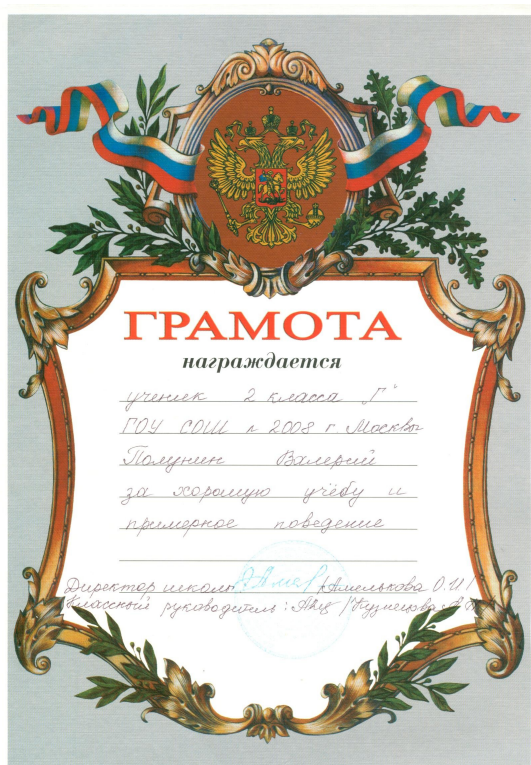 ГРАМОТА
награждается
ученик 2 класса „Г“
ГОУ СОШ № 2008 г. Москвы
Полунин Валерий
за хорошую учёбу и
примерное поведение
Директор школы /Амелькова О.И/
Классный руководитель: /Кузнецова А